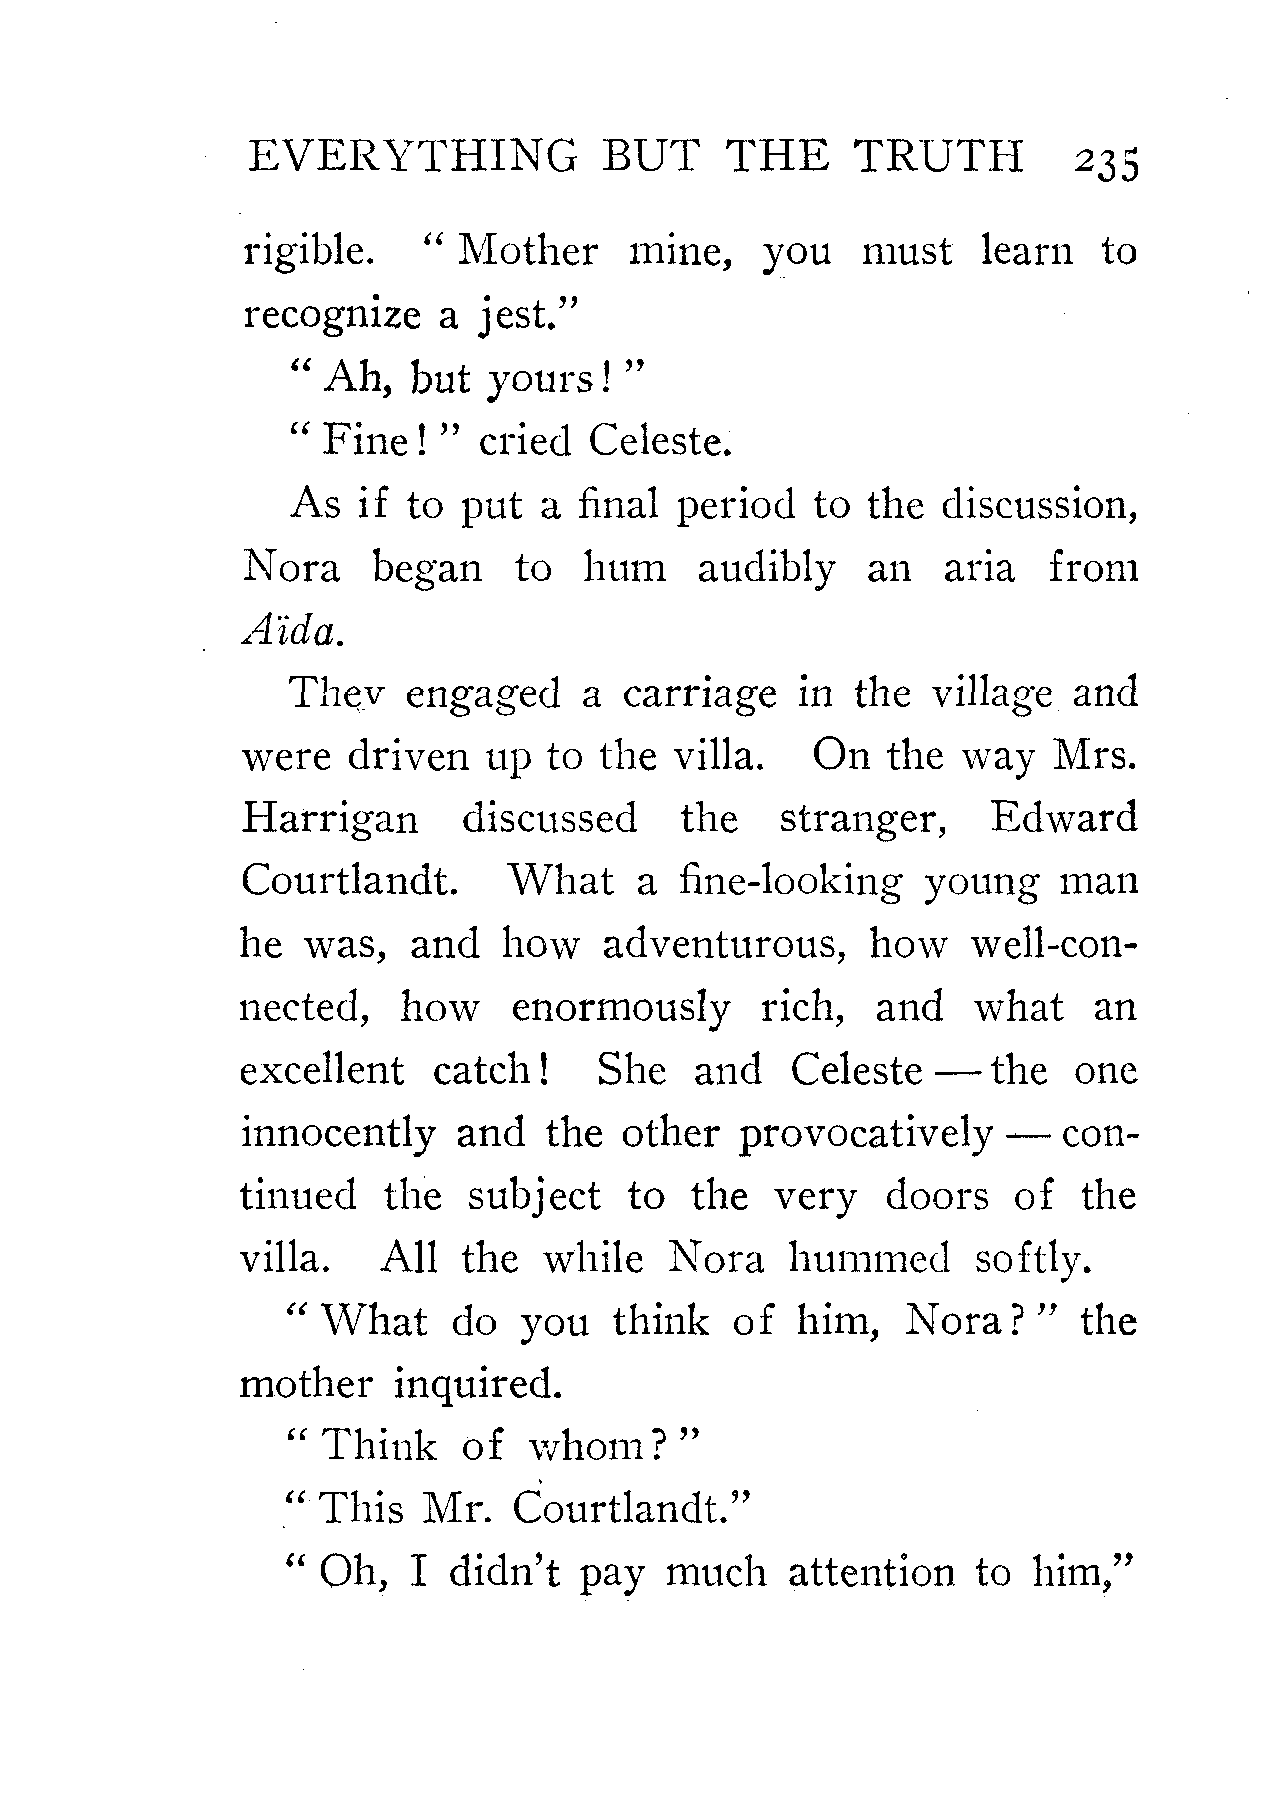 EVERYTHING BUT THE TRUTH 235
rigible. “ Mother mine, you must learn to
recognize a jest.”
“ Ah, but yours! ”
“ Fine! ” cried Celeste.
As if to put a final period to the discussion,
Nora began to hum audibly an aria from
Aïda.
They engaged a carriage in the village and
were driven up to the villa. On the way Mrs.
Harrigan discussed the stranger, Edward
Courtlandt. What a fine-looking young man
he was, and how adventurous, how well-con-
nected, how enormously rich, and what an
excellent catch! She and Celeste — the one
innocently and the other provocatively — con-
tinued the subject to the very doors of the
villa. All the while Nora hummed softly.
“ What do you think of him, Nora? ” the
mother inquired.
“ Think of whom? ”
“ This Mr. Courtlandt.”
“ Oh, I didn’t pay much attention to him,”